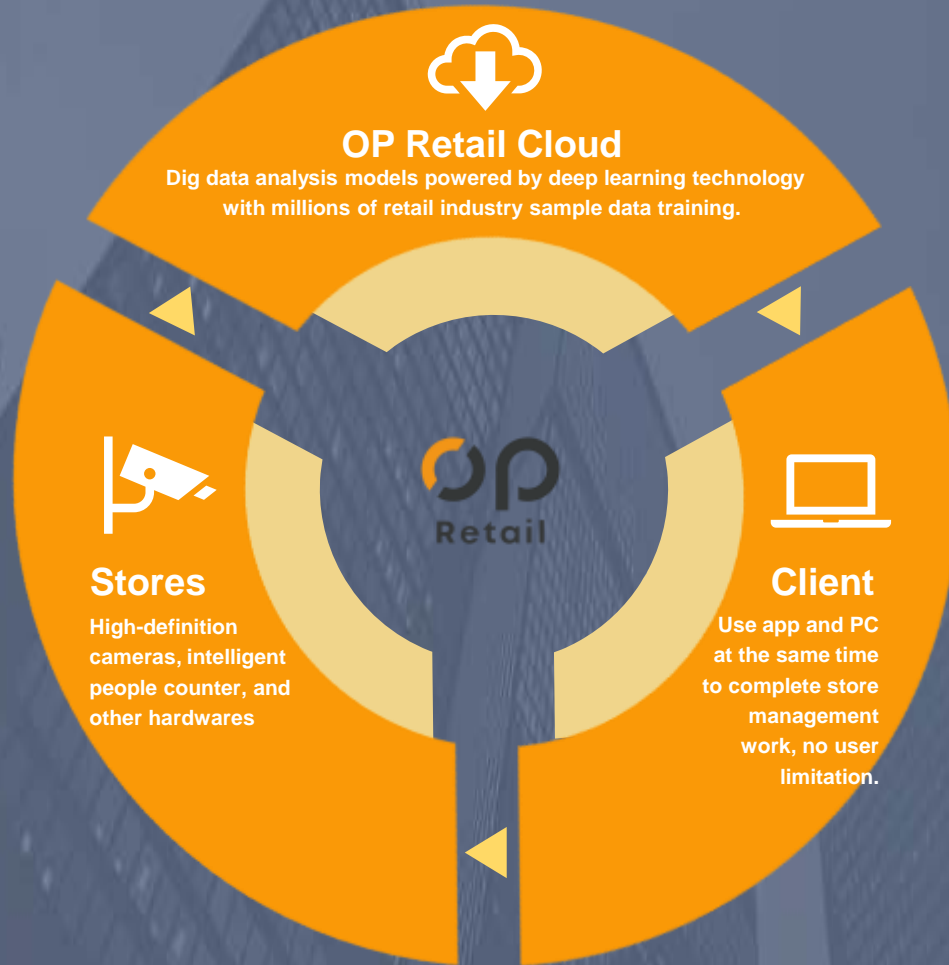 OP Retail Cloud
Dig data analysis models powered by deep learning technology
with millions of retail industry sample data training.
op
Retail
Stores
High-definition
cameras, intelligent
people counter, and
other hardwares
Client
Use app and PC
at the same time
to complete store
management
work, no user
limitation.